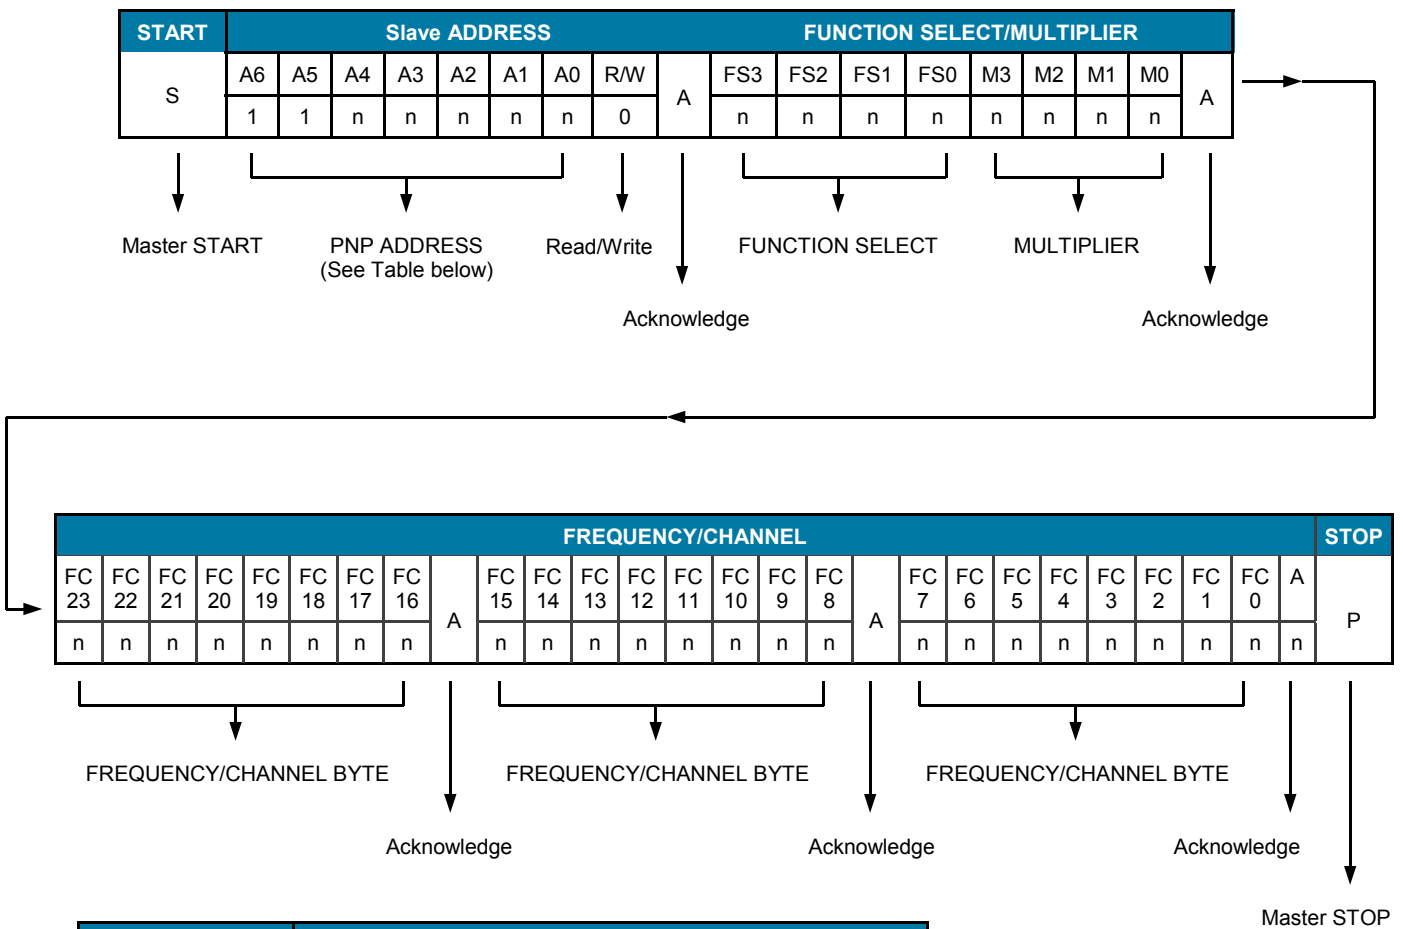 START Slave ADDRESS FUNCTION SELECT/MULTIPLIER
S A6 A5 A4 A3 A2 A1 A0 R/W A FS3 FS2 FS1 FS0 M3 M2 M1 M0 A
1 1 n n n n n 0 n n n n n n n n
Master START PNP ADDRESS Read/Write FUNCTION SELECT MULTIPLIER
(See Table below)
Acknowledge Acknowledge
FREQUENCY/CHANNEL STOP
FC FC FC FC FC FC FC FC FC FC FC FC FC FC FC FC FC FC FC FC FC FC FC FC A
23 22 21 20 19 18 17 16 A 15 14 13 12 11 10 9 8 A 7 6 5 4 3 2 1 0 P
n n n n n n n n n n n n n n n n n n n n n n n n n
FREQUENCY/CHANNEL BYTE FREQUENCY/CHANNEL BYTE FREQUENCY/CHANNEL BYTE
Acknowledge Acknowledge Acknowledge
Master STOP